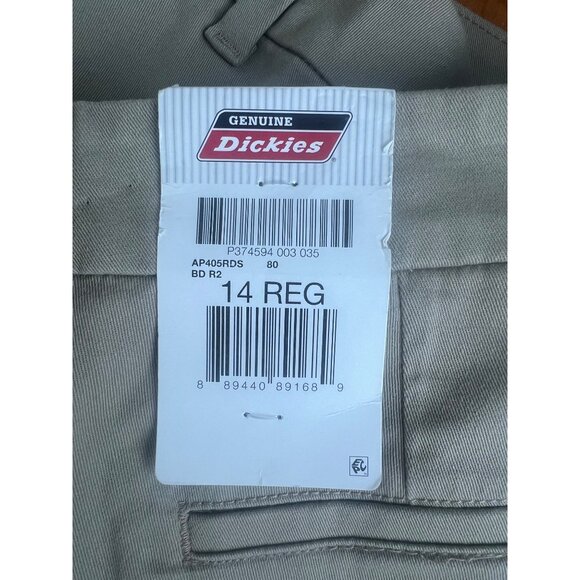 GENUINE
Dickies
P374594 003 035
AP405RDS 80
BD R2
14 REG
8 89440 89168 9